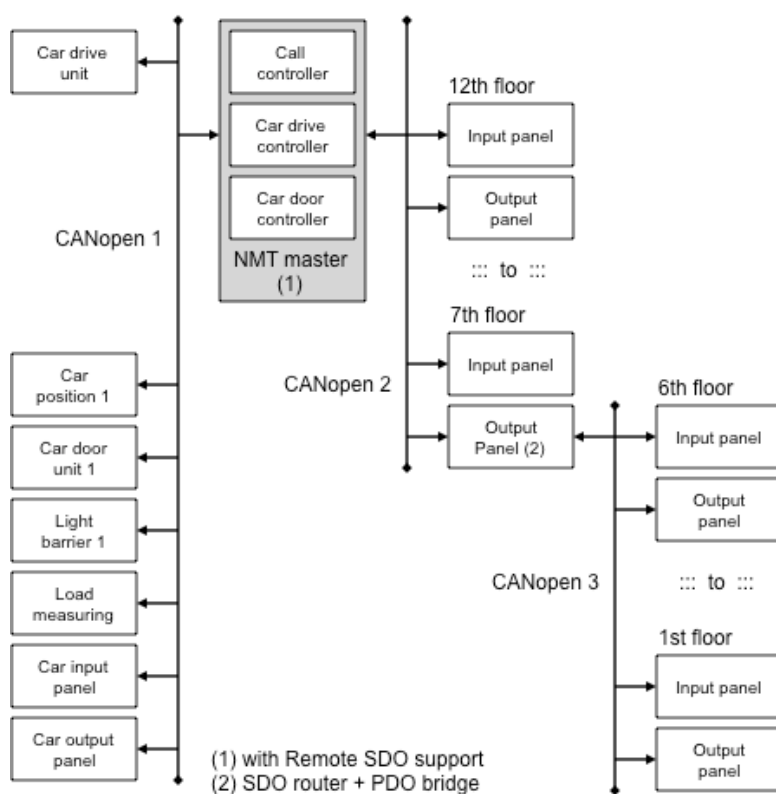 Car drive
unit
CANopen 1
Car
position 1
Car door
unit 1
Light
barrier 1
Load
measuring
Car input
panel
Car output
panel
Call
controller
Car drive
controller
Car door
controller
NMT master
(1)
12th floor
Input panel
Output
panel
::: to :::
7th floor
CANopen 2
Input panel
Output
Panel (2)
6th floor
Input panel
Output
panel
CANopen 3
::: to :::
1st floor
Input panel
Output
panel
(1) with Remote SDO support
(2) SDO router + PDO bridge